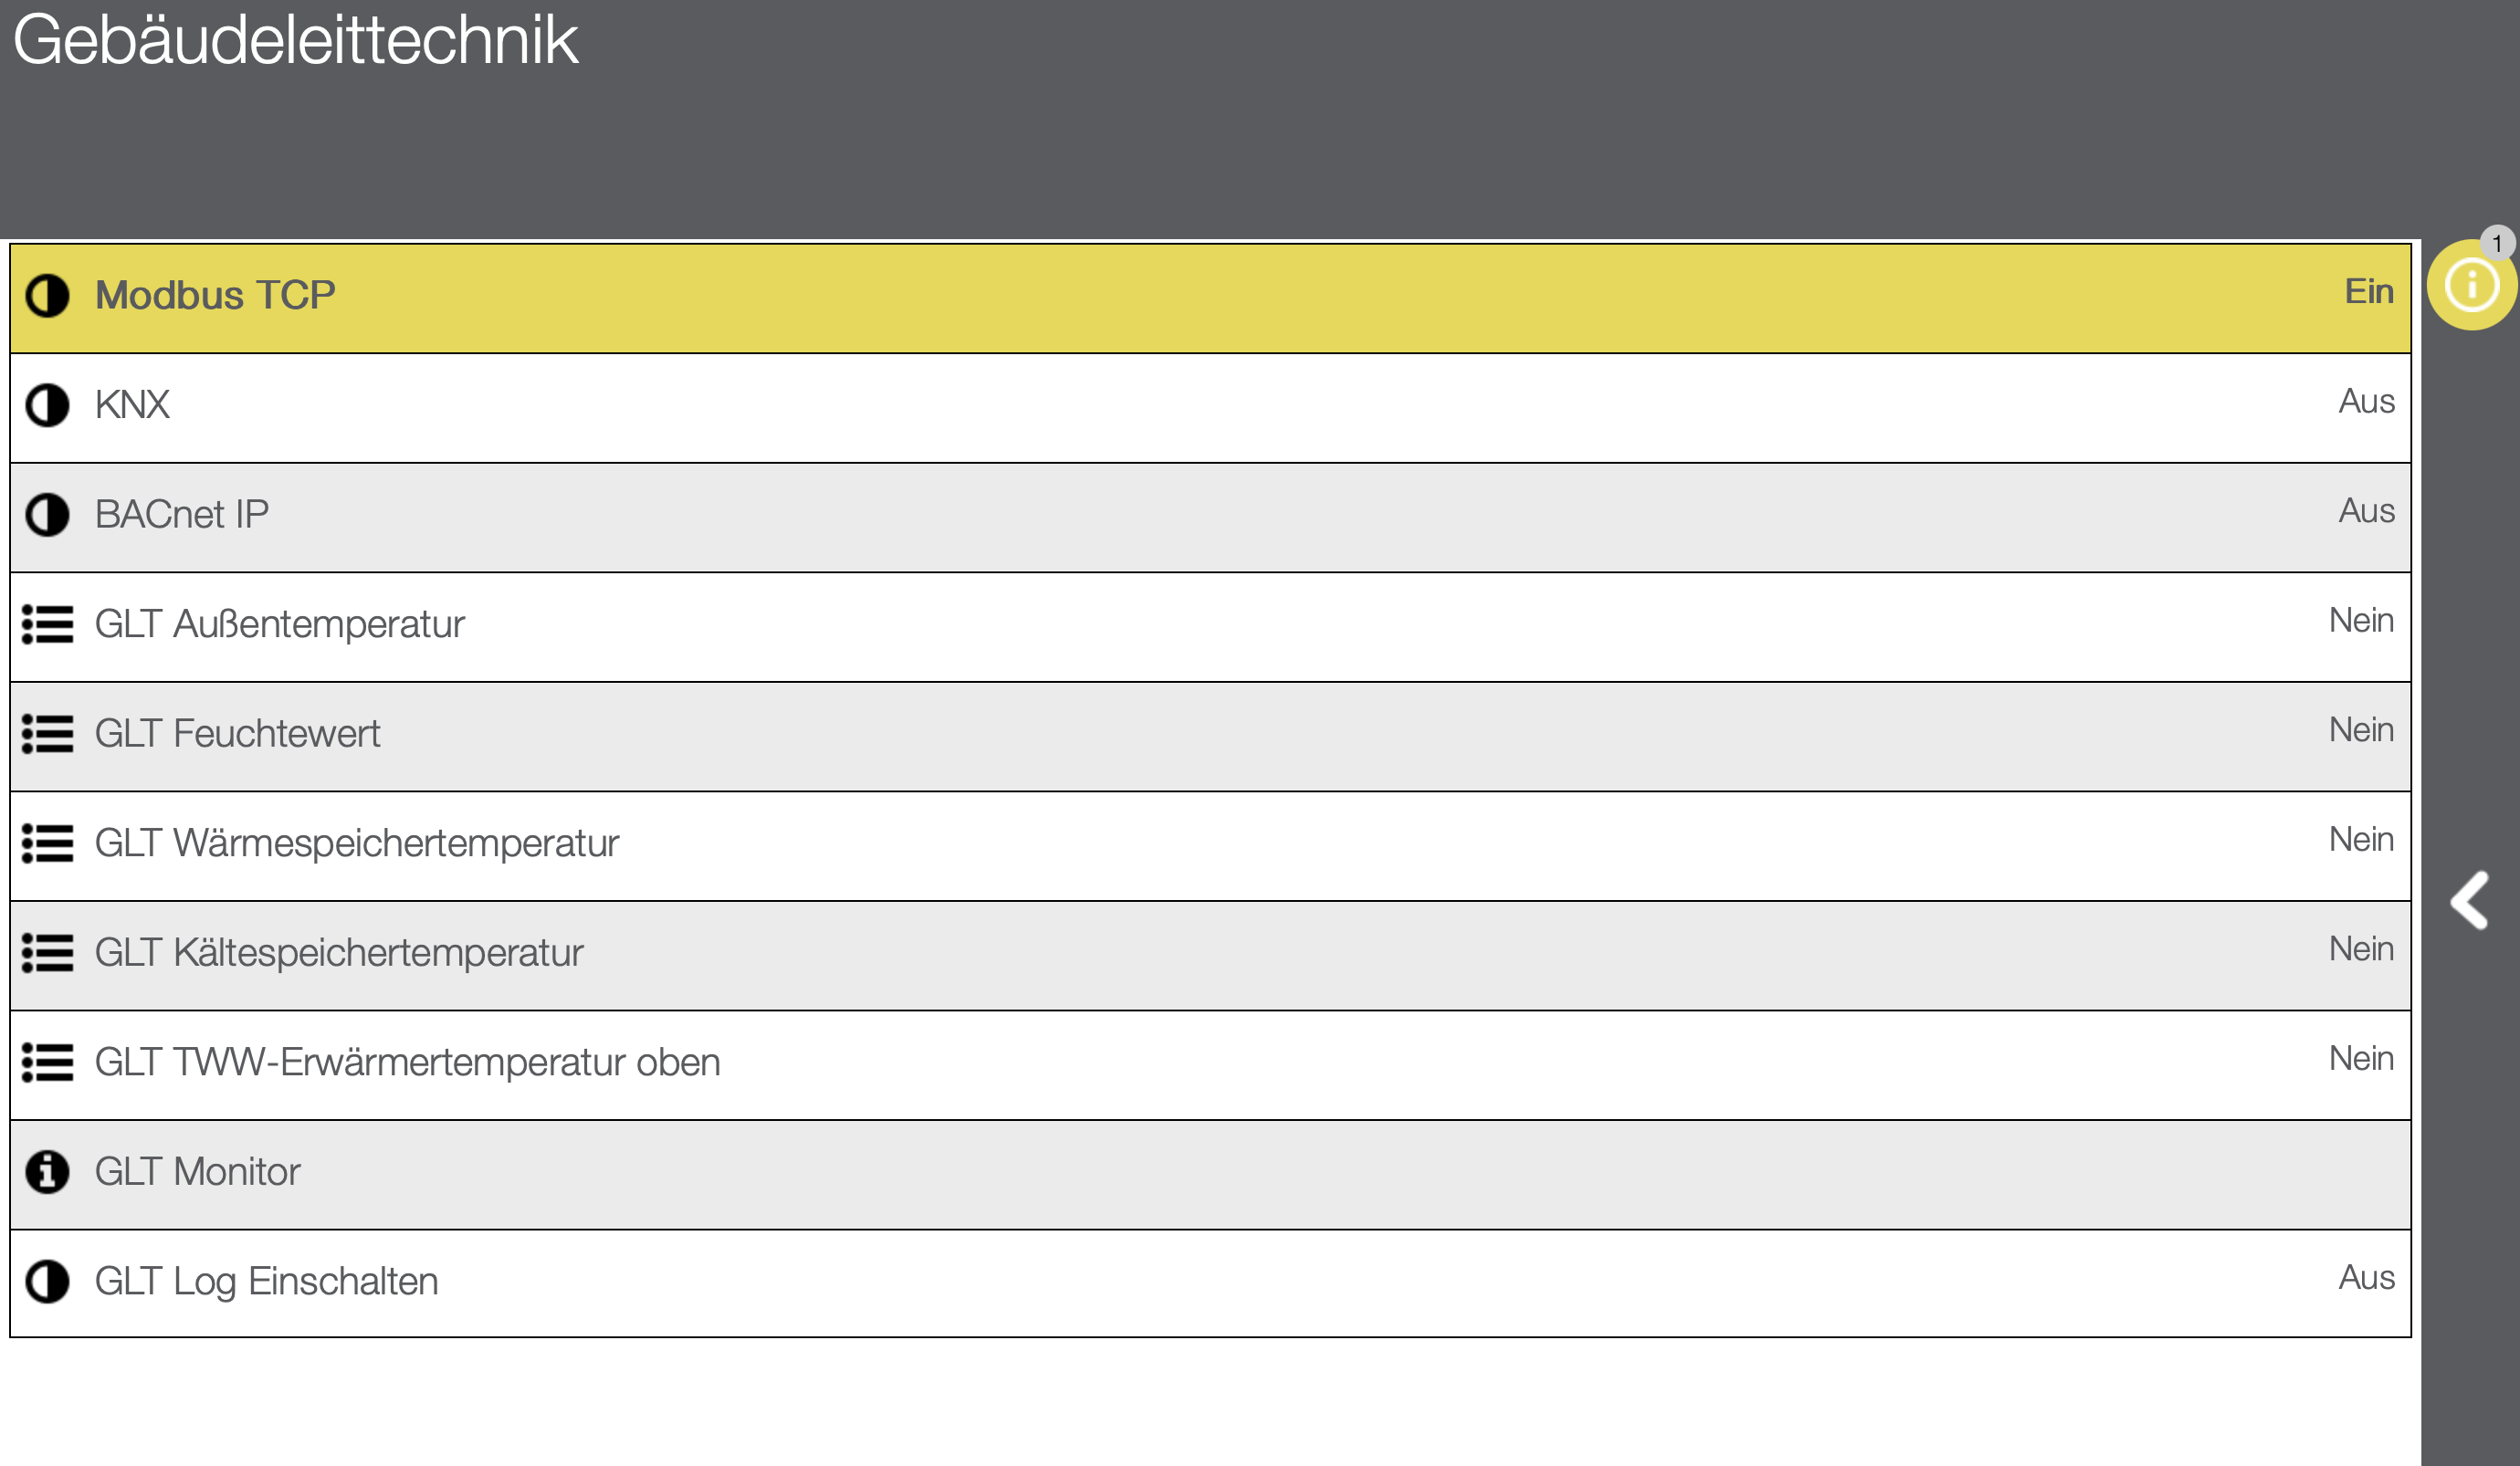 Gebäudeleittechnik
1
Modbus TCP Ein
KNX Aus
BACnet IP Aus
GLT Außentemperatur Nein
GLT Feuchtewert Nein
GLT Wärmespeichertemperatur Nein
GLT Kältespeichertemperatur Nein
GLT TWW-Erwärmertemperatur oben Nein
GLT Monitor
GLT Log Einschalten Aus